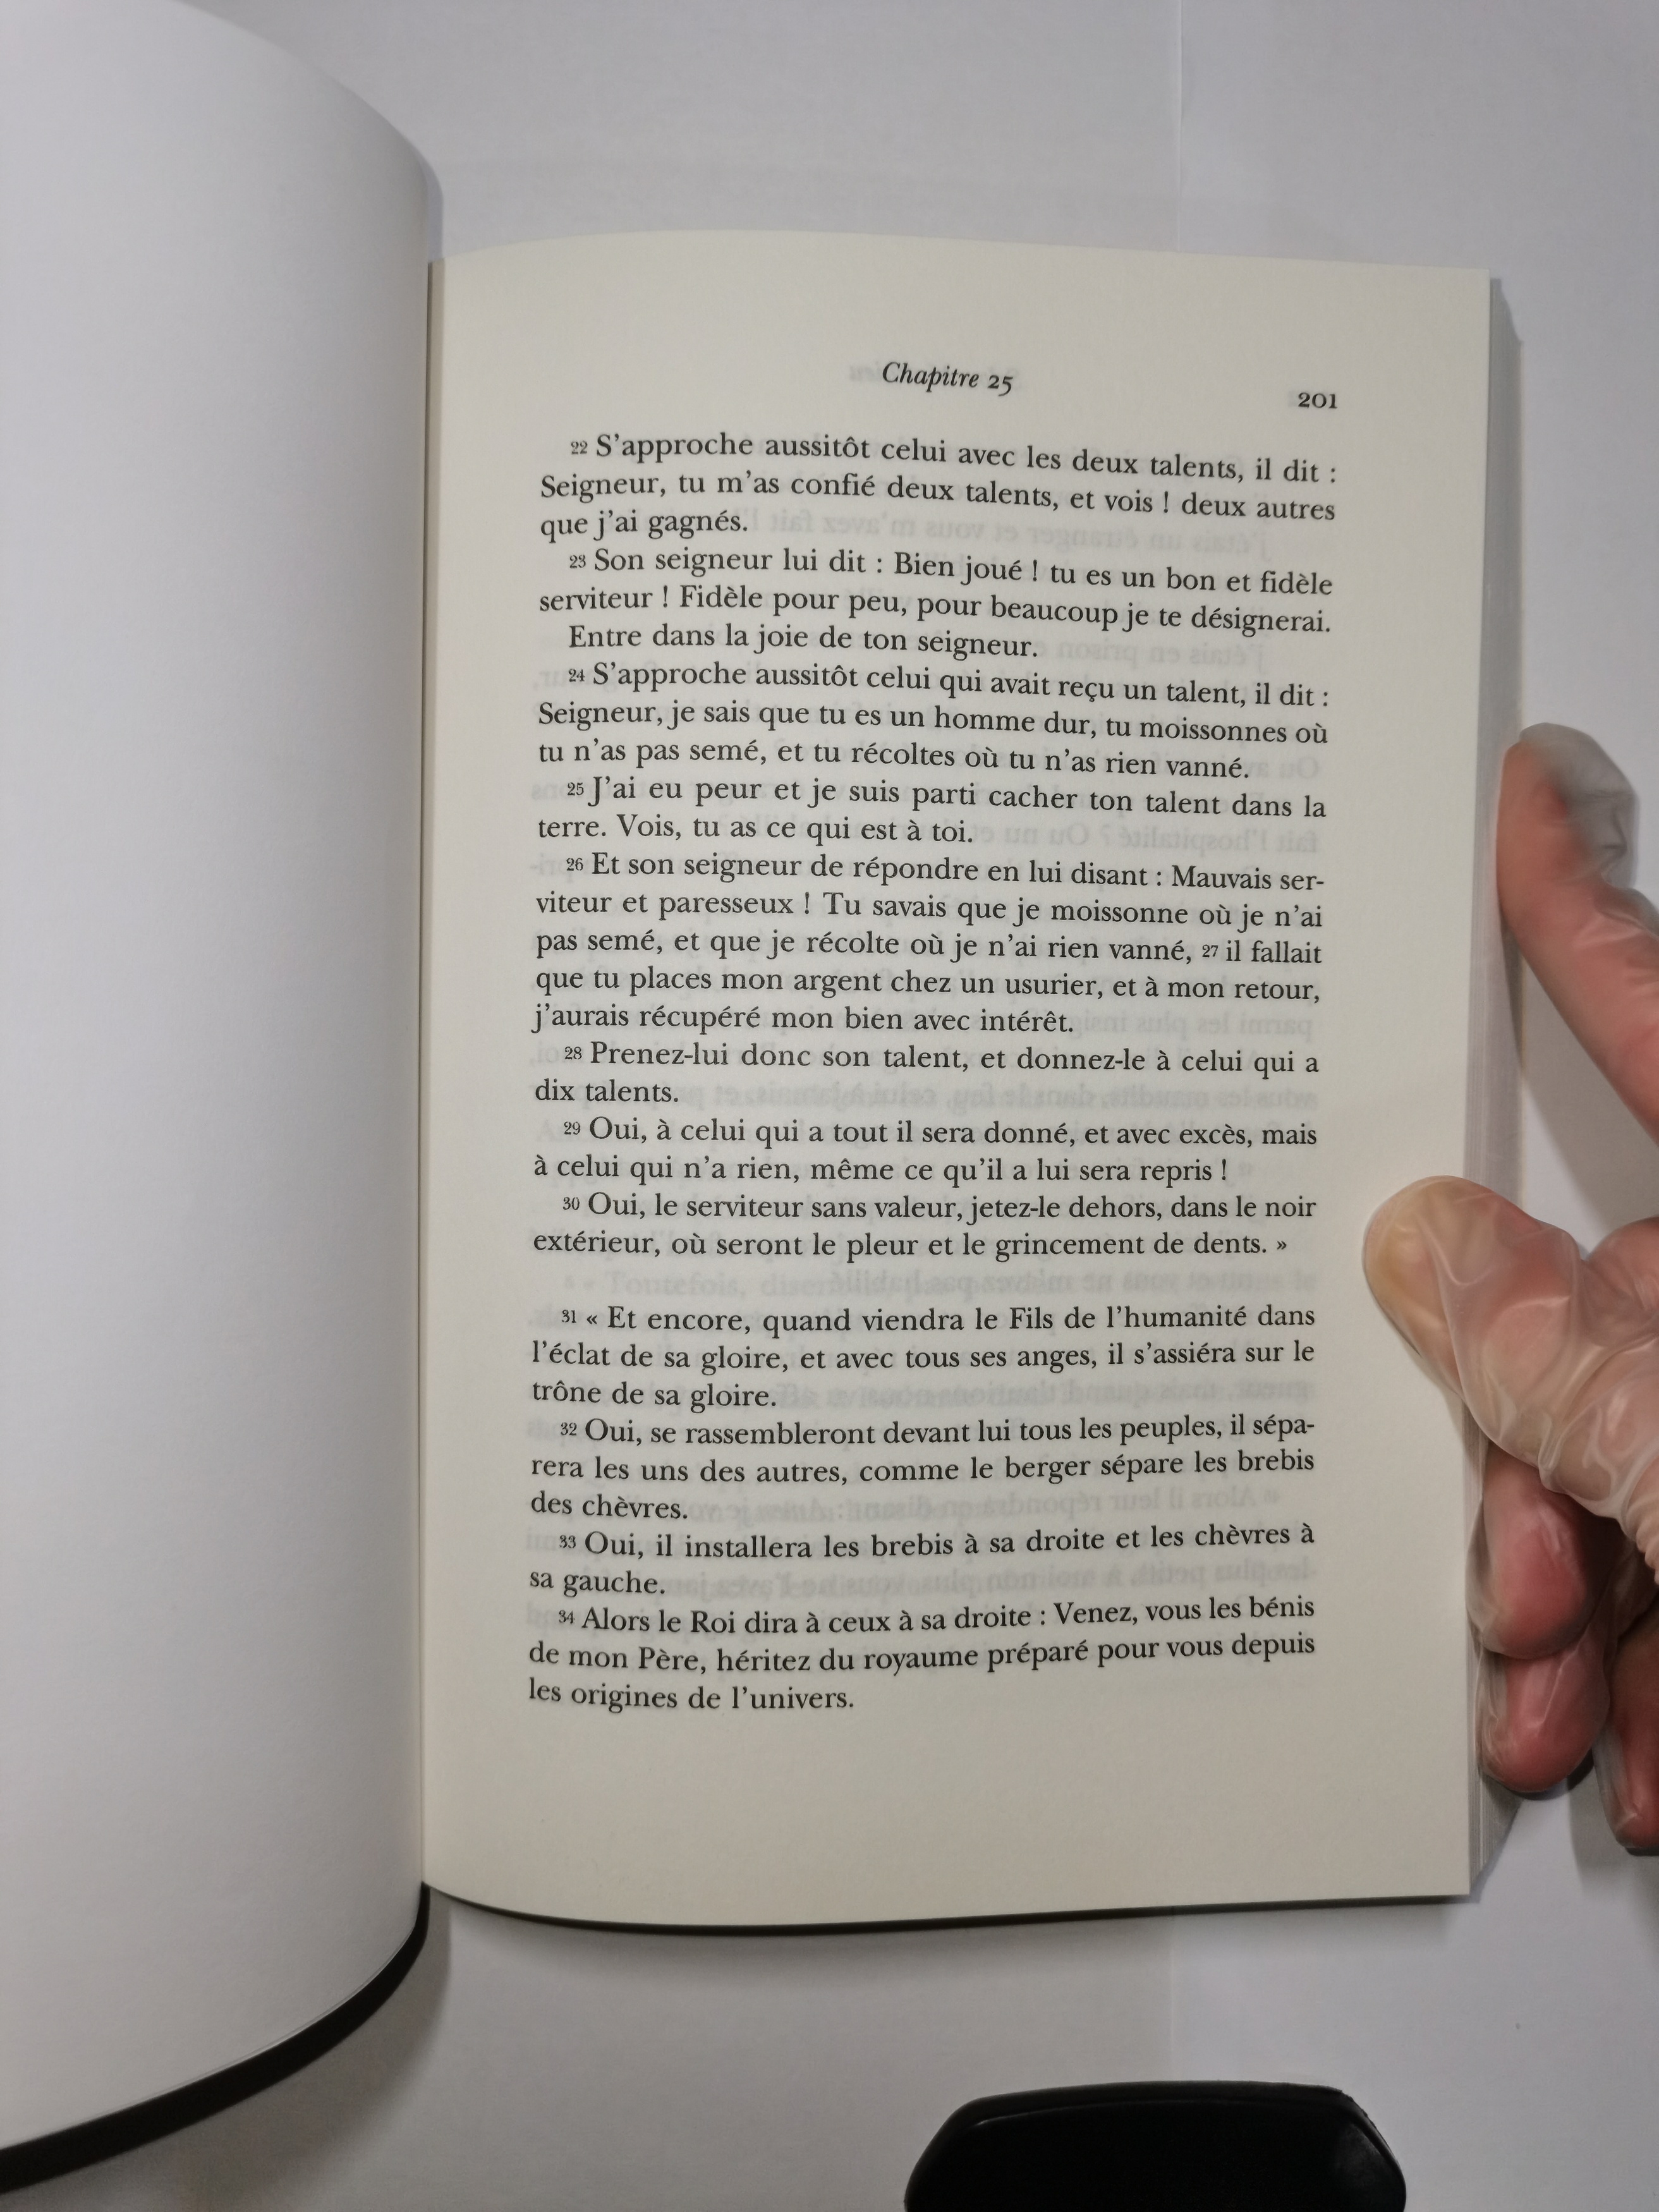 Chapitre 25
201
22 S'approche aussitôt celui avec les deux talents, il dit :
Seigneur, tu m'as confié deux talents, et vois ! deux autres
que j'ai gagnés.
23 Son seigneur lui dit : Bien joué ! tu es un bon et fidèle
serviteur ! Fidèle pour peu, pour beaucoup je te désignerai.
Entre dans la joie de ton seigneur.
24 S'approche aussitôt celui qui avait reçu un talent, il dit :
Seigneur, je sais que tu es un homme dur, tu moissonnes où
tu n'as pas semé, et tu récoltes où tu n'as rien vanné.
25 J'ai eu peur et je suis parti cacher ton talent dans la
terre. Vois, tu as ce qui est à toi.
26 Et son seigneur de répondre en lui disant : Mauvais ser-
viteur et paresseux ! Tu savais que je moissonne où je n'ai
pas semé, et que je récolte où je n'ai rien vanné, 27 il fallait
que tu places mon argent chez un usurier, et à mon retour,
j'aurais récupéré mon bien avec intérêt.
28 Prenez-lui donc son talent, et donnez-le à celui qui a
dix talents.
29 Oui, à celui qui a tout il sera donné, et avec excès, mais
à celui qui n'a rien, même ce qu'il a lui sera repris !
30 Oui, le serviteur sans valeur, jetez-le dehors, dans le noir
extérieur, où seront le pleur et le grincement de dents. »
31 « Et encore, quand viendra le Fils de l'humanité dans
l'éclat de sa gloire, et avec tous ses anges, il s'assiéra sur le
trône de sa gloire.
32 Oui, se rassembleront devant lui tous les peuples, il sépa-
rera les uns des autres, comme le berger sépare les brebis
des chèvres.
33 Oui, il installera les brebis à sa droite et les chèvres à
sa gauche.
34 Alors le Roi dira à ceux à sa droite : Venez, vous les bénis
de mon Père, héritez du royaume préparé pour vous depuis
les origines de l'univers.